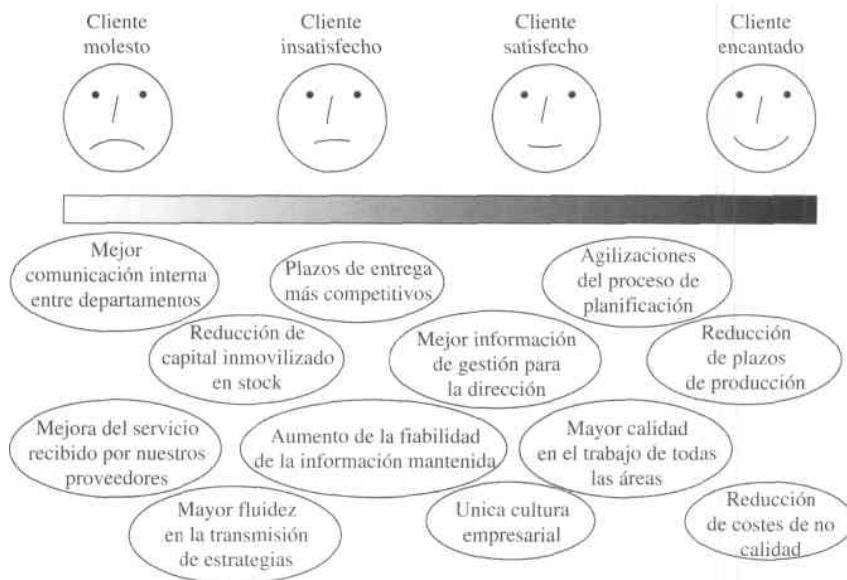 Cliente
molesto
Cliente
insatisfecho
Cliente
satisfecho
Cliente
encantado
Mejor
comunicación interna
entre departamentos
Plazos de entrega
más competitivos
Agilizaciones
del proceso de
planificación
Reducción de
capital inmovilizado
en stock
Mejor información
de gestión para
la dirección
Reducción
de plazos
de producción
Mejora del servicio
recibido por nuestros
proveedores
Aumento de la fiabilidad
de la información mantenida
Mayor calidad
en el trabajo de todas
las áreas
Mayor fluidez
en la transmisión
de estrategias
Unica cultura
empresarial
Reducción
de costes de no
calidad